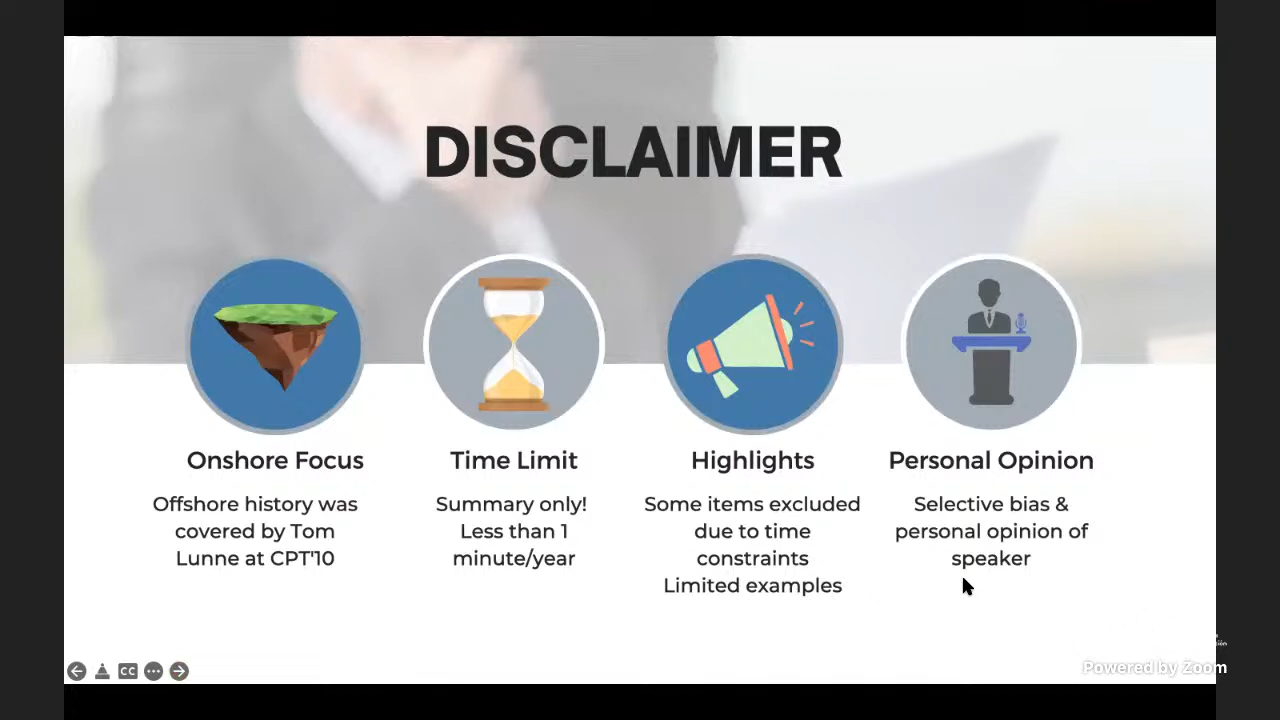 DISCLAIMER
Onshore Focus
Offshore history was
covered by Tom
Lunne at CPT'10
Time Limit
Summary only!
Less than 1
minute/year
Highlights
Some items excluded
due to time
constraints
Limited examples
Personal Opinion
Selective bias &
personal opinion of
speaker
CC
Powered by Zoom